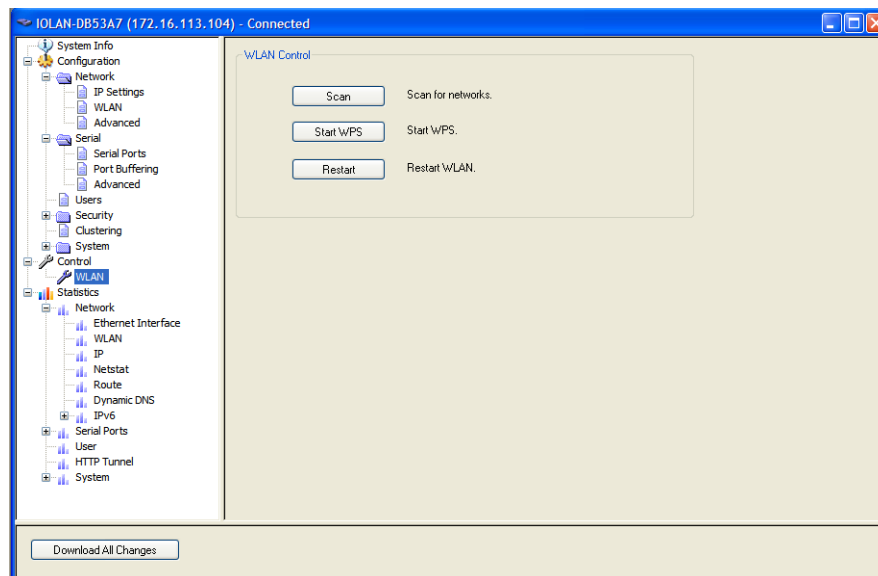 IOLAN-DB53A7 (172.16.113.104) - Connected
System Info
Configuration
Network
IP Settings
WLAN
Advanced
Serial
Serial Ports
Port Buffering
Advanced
Users
Security
Clustering
System
Control
WLAN
Statistics
Network
Ethernet Interface
WLAN
IP
Netstat
Route
Dynamic DNS
IPv6
Serial Ports
User
HTTP Tunnel
System
WLAN Control
Scan Scan for networks.
Start WPS Start WPS.
Restart Restart WLAN.
Download All Changes